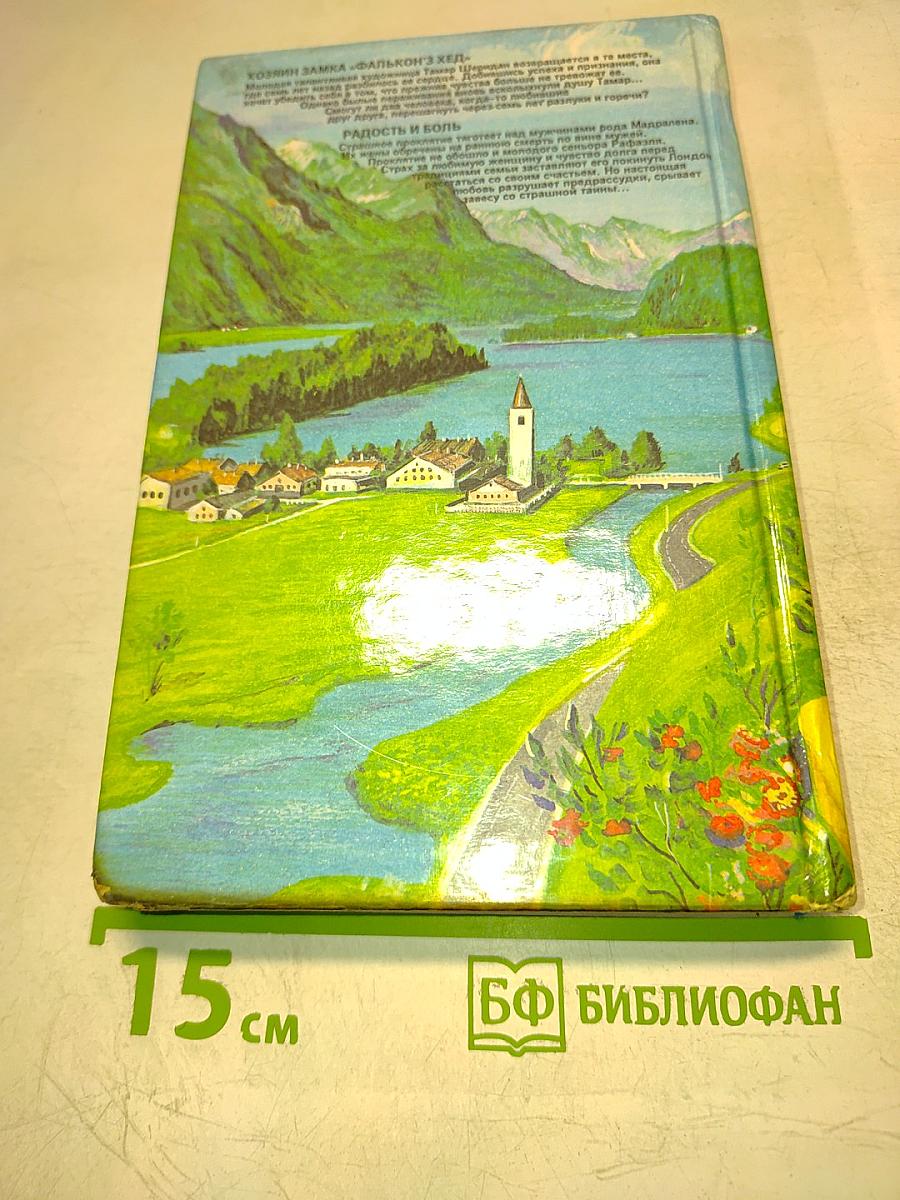 ХОЗЯИН ЗАМКА «ФАЛЬКОН'З ХЕД»
Молодая талантливая художница Тамар Шеридан возвращается в те места,
где семь лет назад разбилось ее сердце. Добившись успеха и признания, она
хочет убедить себя в том, что прежние чувства больше не тревожат ее.
Однако былые переживания вновь всколыхнули душу Тамар...
Смогут ли два человека, когда-то любившие
друг друга, перешагнуть через семь лет разлуки и горечи?
РАДОСТЬ И БОЛЬ
Страшное проклятие тяготеет над мужчинами рода Мадралена.
Их жены обречены на раннюю смерть по вине мужей.
Проклятие не обошло и молодого сеньора Рафаэля.
Страх за любимую женщину и чувство долга перед
традициями семьи заставляют его покинуть Лондон,
расстаться со своим счастьем. Но настоящая
любовь разрушает предрассудки, срывает
завесу со страшной тайны...
15 см
БФ БИБЛИОФАН